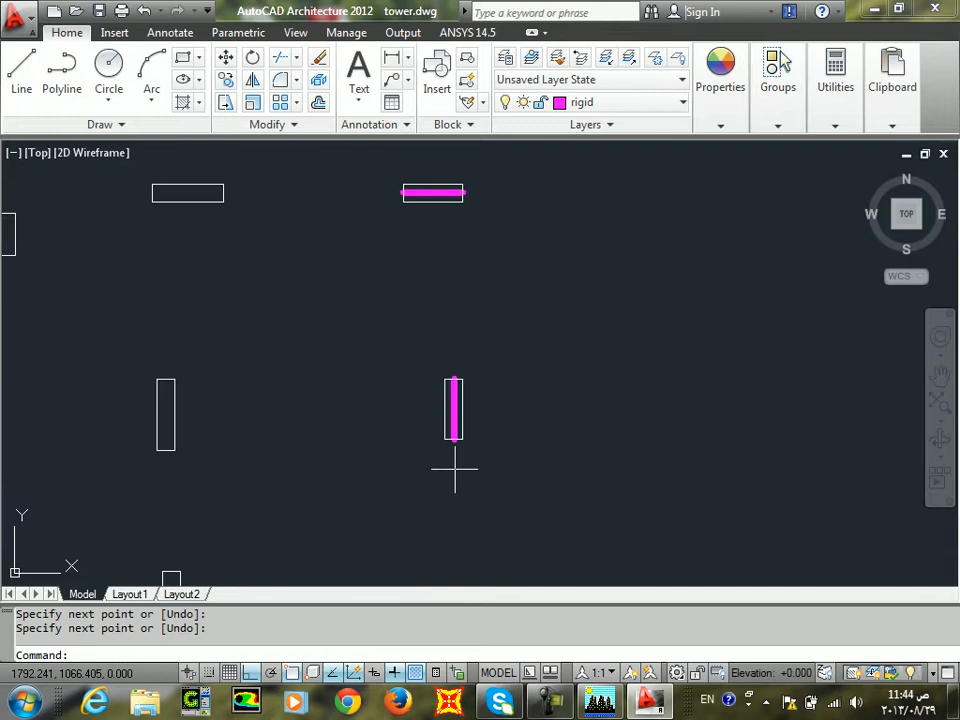 AutoCAD Architecture 2012 tower.dwg
Type a keyword or phrase
Sign In
Home Insert Annotate Parametric View Manage Output ANSYS 14.5
Line Polyline Circle Arc
Text
Insert
Unsaved Layer State
rigid
Properties Groups Utilities Clipboard
Draw Modify Annotation Block Layers
[−] [Top] [2D Wireframe]
N
W TOP E
S
WCS
Y
X
Model Layout1 Layout2
Specify next point or [Undo]:
Specify next point or [Undo]:
Command:
1792.241, 1066.405, 0.000
MODEL
1:1
Elevation: +0.000
EN
11:44 ص
٢٠١٣/٠٨/٢٩